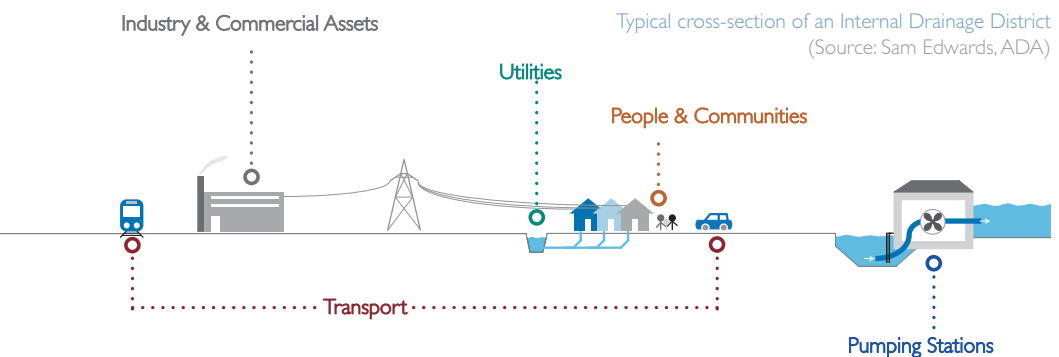 Industry & Commercial Assets
Typical cross-section of an Internal Drainage District
(Source: Sam Edwards, ADA)
Utilities
People & Communities
Transport
Pumping Stations